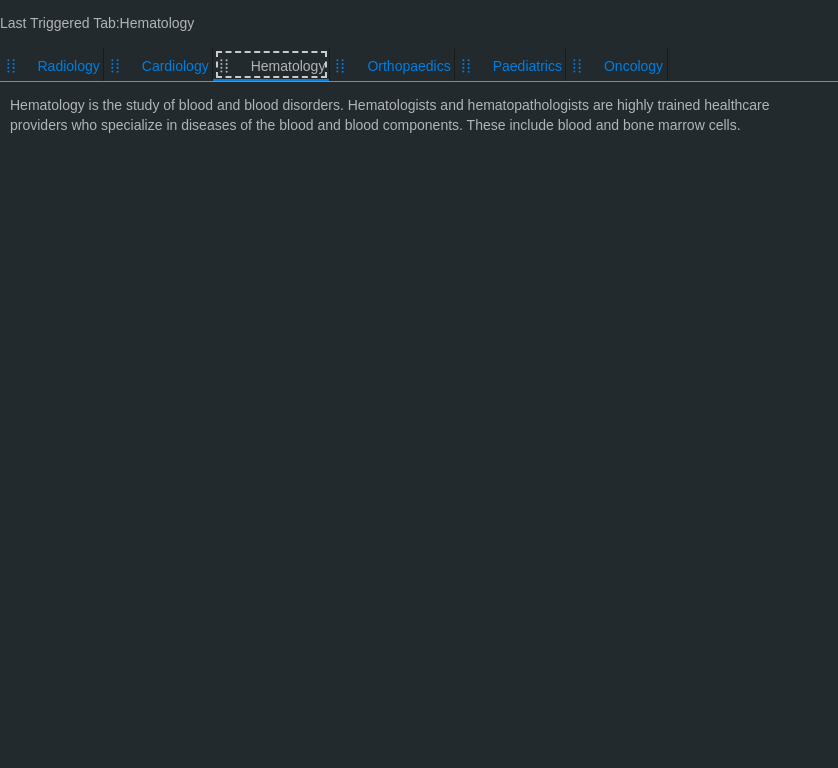 Last Triggered Tab:Hematology
Radiology Cardiology Hematology Orthopaedics Paediatrics Oncology
Hematology is the study of blood and blood disorders. Hematologists and hematopathologists are highly trained healthcare
providers who specialize in diseases of the blood and blood components. These include blood and bone marrow cells.